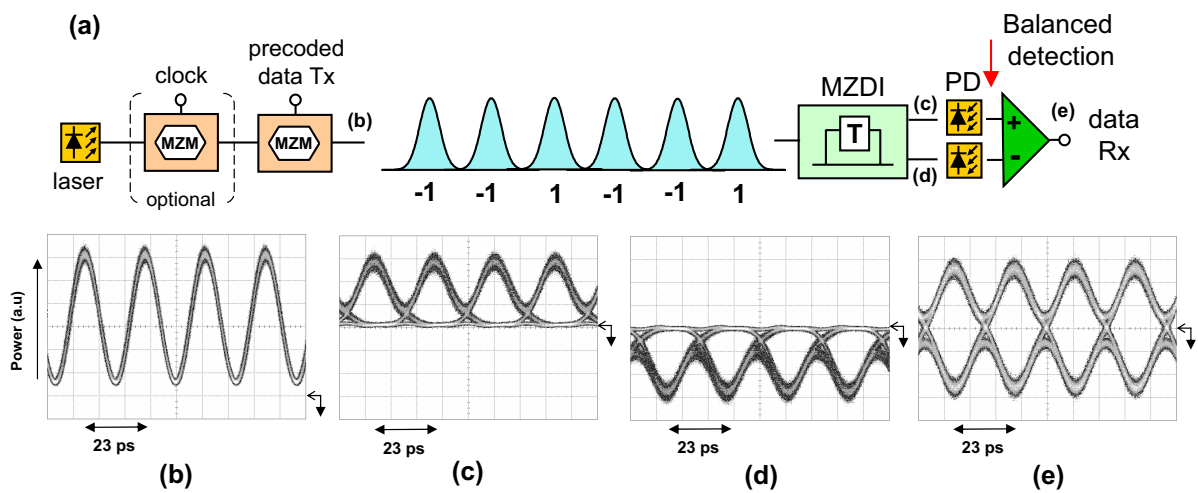 (a)
Balanced
detection
precoded
data Tx
clock
MZM
MZM
(b)
laser
optional
-1 -1 1 -1 -1 1
MZDI
T
(c)
(d)
PD
+
-
(e)
data
Rx
Power (a.u)
23 ps
23 ps
23 ps
23 ps
(b)
(c)
(d)
(e)